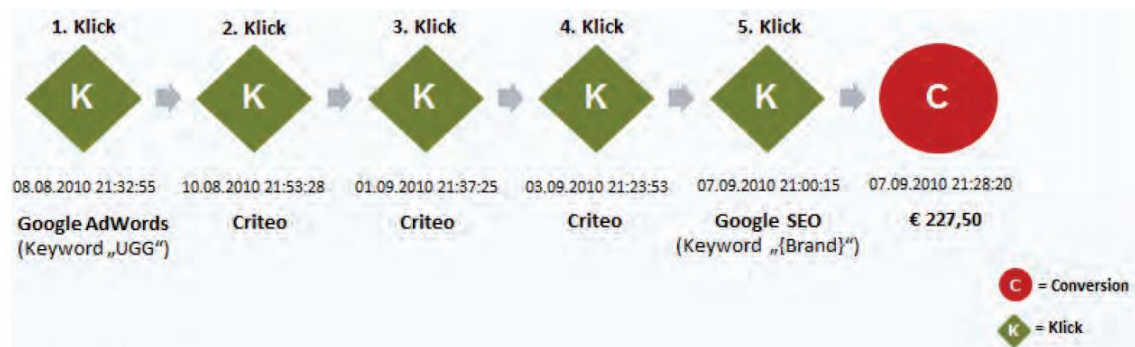 1. Klick 2. Klick 3. Klick 4. Klick 5. Klick
K K K K K C
08.08.2010 21:32:55 10.08.2010 21:53:28 01.09.2010 21:37:25 03.09.2010 21:23:53 07.09.2010 21:00:15 07.09.2010 21:28:20
Google AdWords Criteo Criteo Criteo Google SEO € 227,50
(Keyword „UGG“) (Keyword „{Brand}“)
C = Conversion
K = Klick